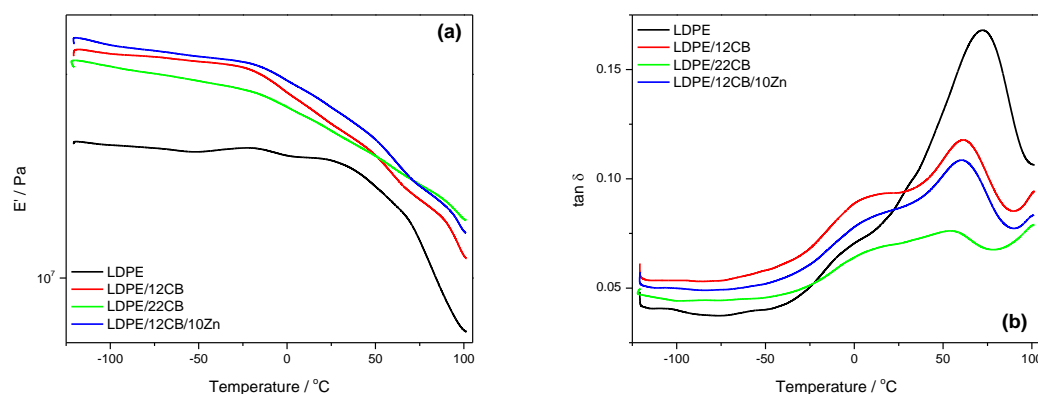 (a)
E' / Pa
10⁷
LDPE
LDPE/12CB
LDPE/22CB
LDPE/12CB/10Zn
-100 -50 0 50 100
Temperature / °C
LDPE
LDPE/12CB
LDPE/22CB
LDPE/12CB/10Zn
0.15
0.10
0.05
tan δ
(b)
-100 -50 0 50 100
Temperature / °C